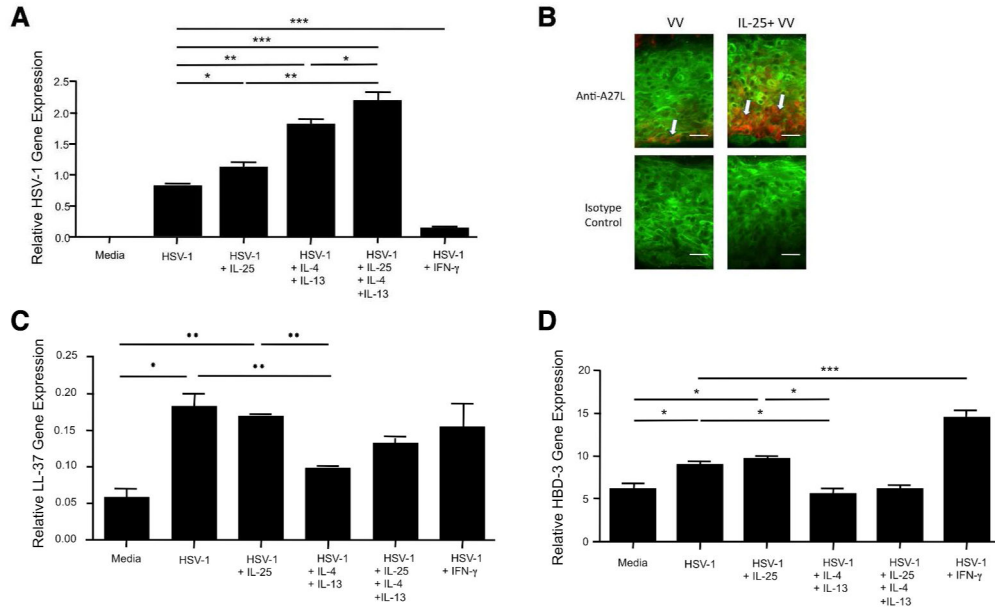 A
***
***
**
*
*
**
Relative HSV-1 Gene Expression
2.5
2.0
1.5
1.0
0.5
0.0
Media
HSV-1
HSV-1
+ IL-25
HSV-1
+ IL-4
+ IL-13
HSV-1
+ IL-25
+ IL-4
+IL-13
HSV-1
+ IFN-γ
B
VV
IL-25+ VV
Anti-A27L
Isotype
Control
C
**
**
*
**
Relative LL-37 Gene Expression
0.25
0.20
0.15
0.10
0.05
0.00
Media
HSV-1
HSV-1
+ IL-25
HSV-1
+ IL-4
+ IL-13
HSV-1
+ IL-25
+ IL-4
+IL-13
HSV-1
+ IFN-γ
D
***
*
*
*
*
Relative HBD-3 Gene Expression
20
15
10
5
0
Media
HSV-1
HSV-1
+ IL-25
HSV-1
+ IL-4
+ IL-13
HSV-1
+ IL-25
+ IL-4
+IL-13
HSV-1
+ IFN-γ